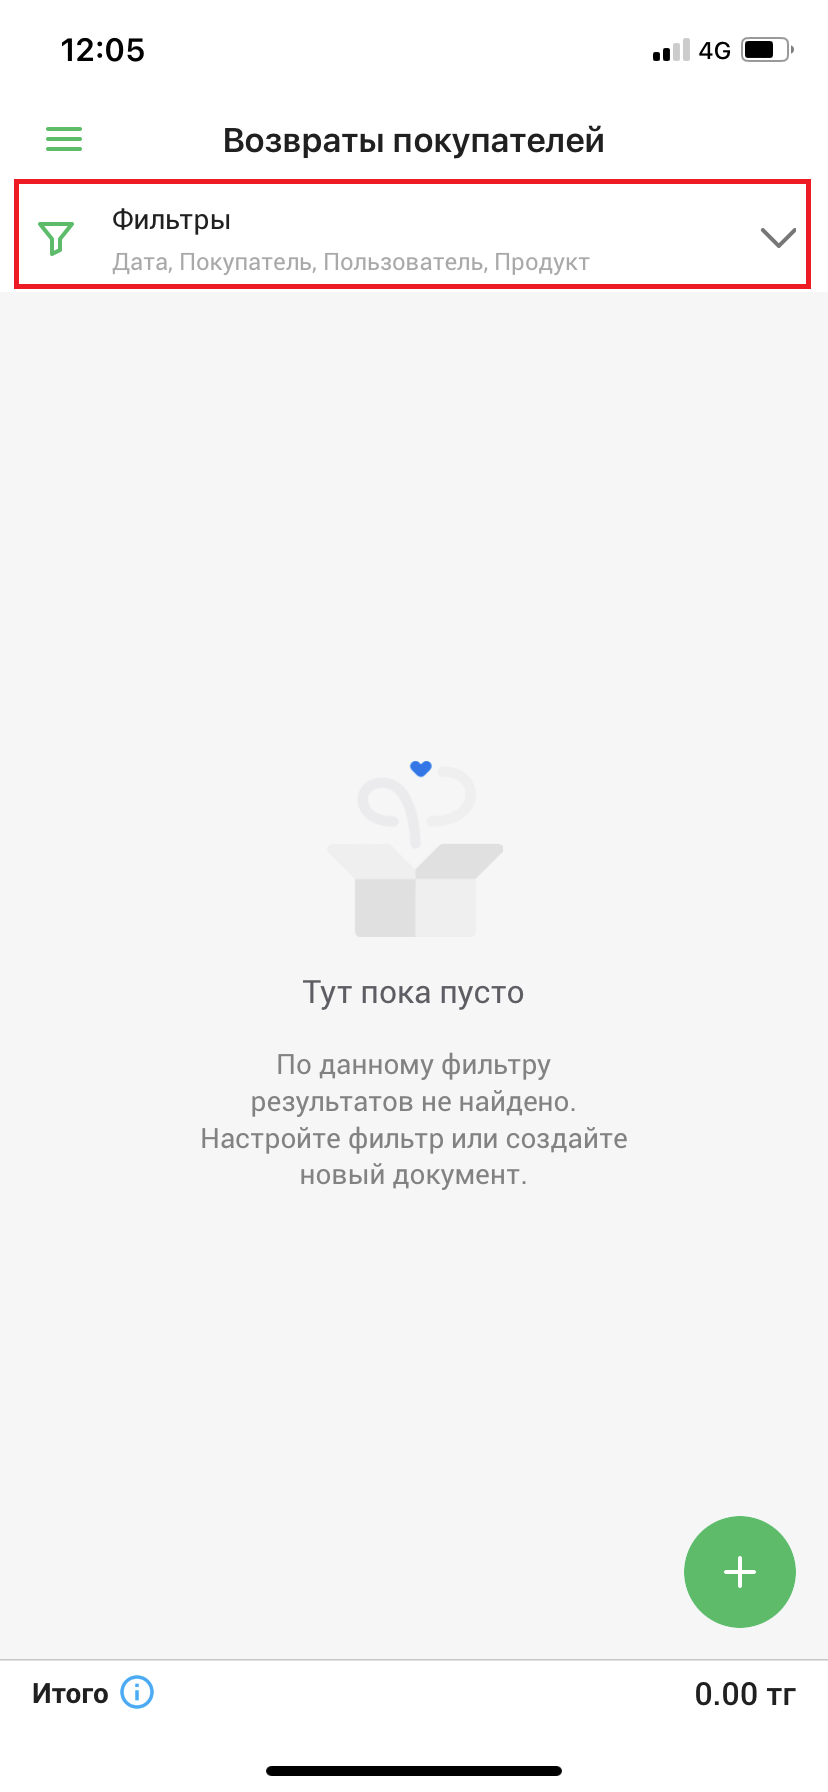 12:05
4G
Возвраты покупателей
Фильтры
Дата, Покупатель, Пользователь, Продукт
Тут пока пусто
По данному фильтру
результатов не найдено.
Настройте фильтр или создайте
новый документ.
Итого
0.00 тг